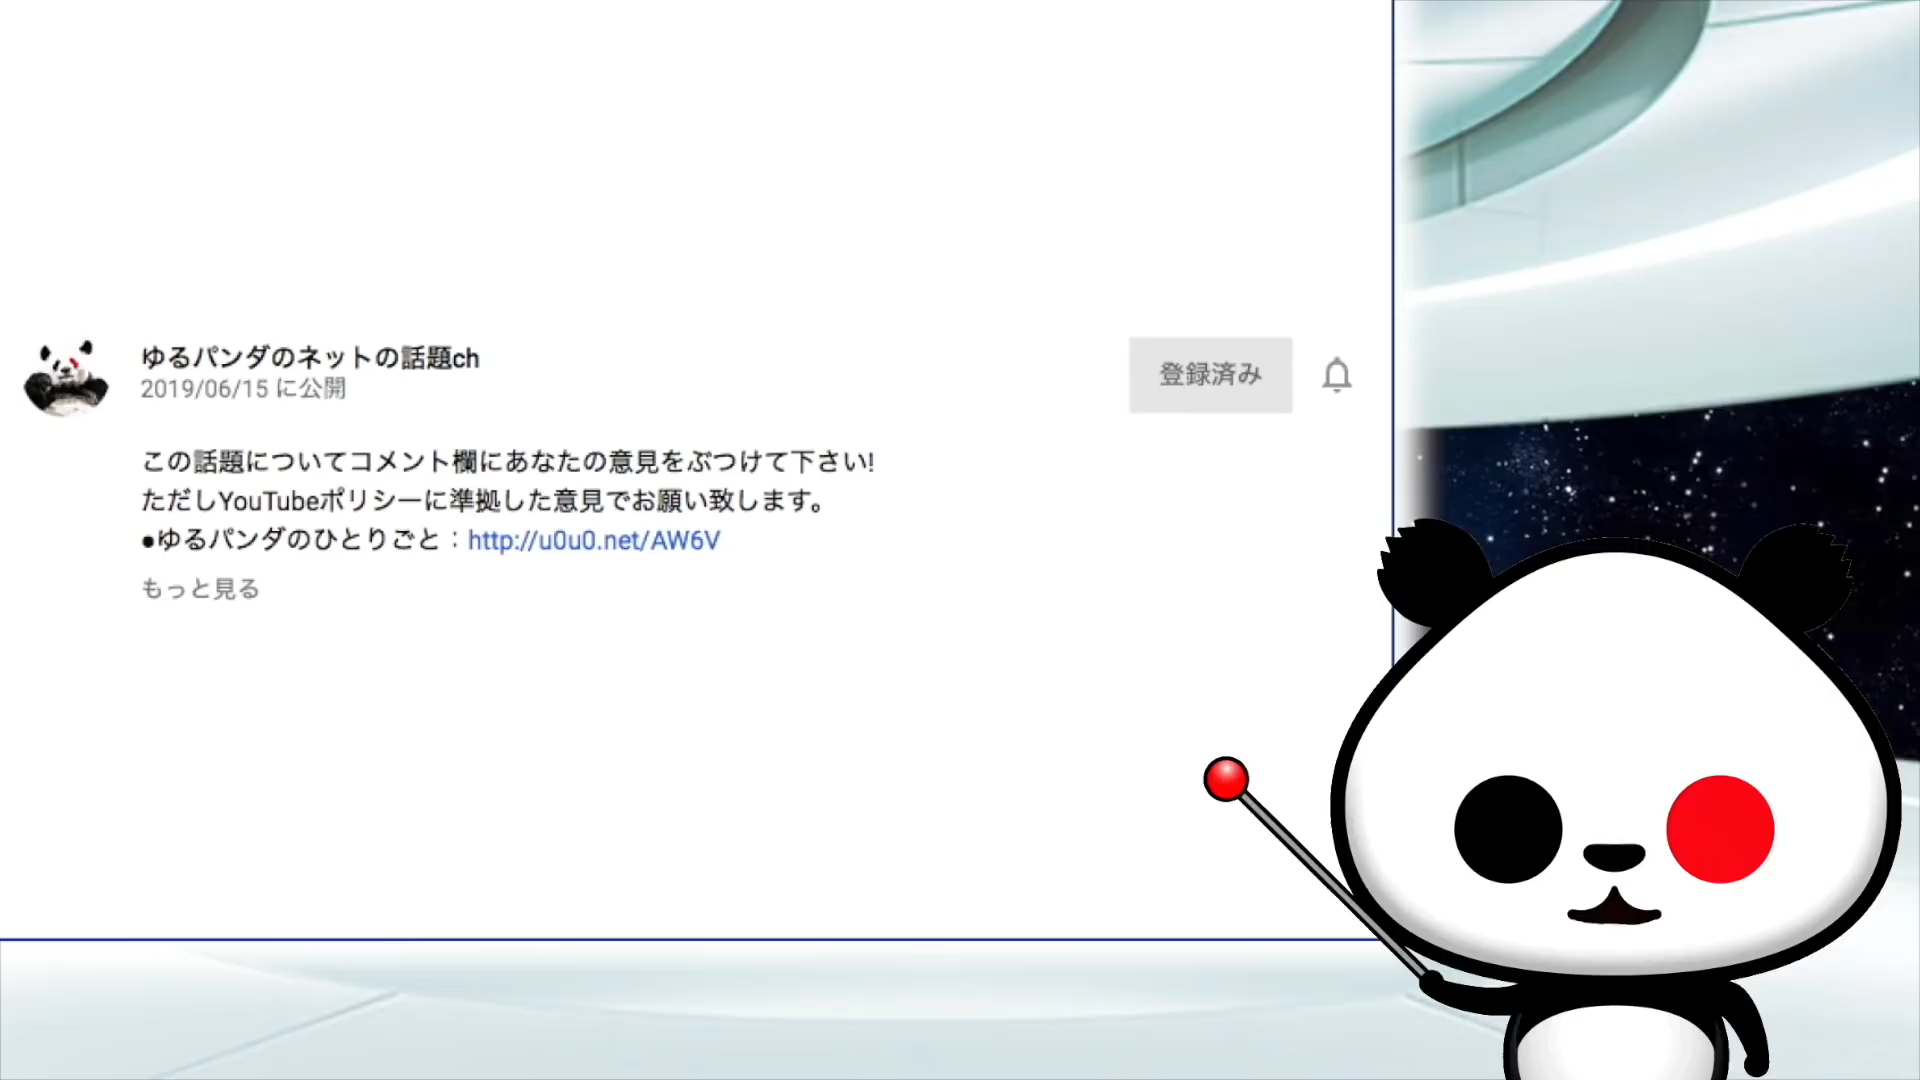 ゆるパンダのネットの話題ch
2019/06/15 に公開
登録済み
この話題についてコメント欄にあなたの意見をぶつけて下さい!
ただしYouTubeポリシーに準拠した意見でお願い致します。
●ゆるパンダのひとりごと：http://u0u0.net/AW6V
もっと見る